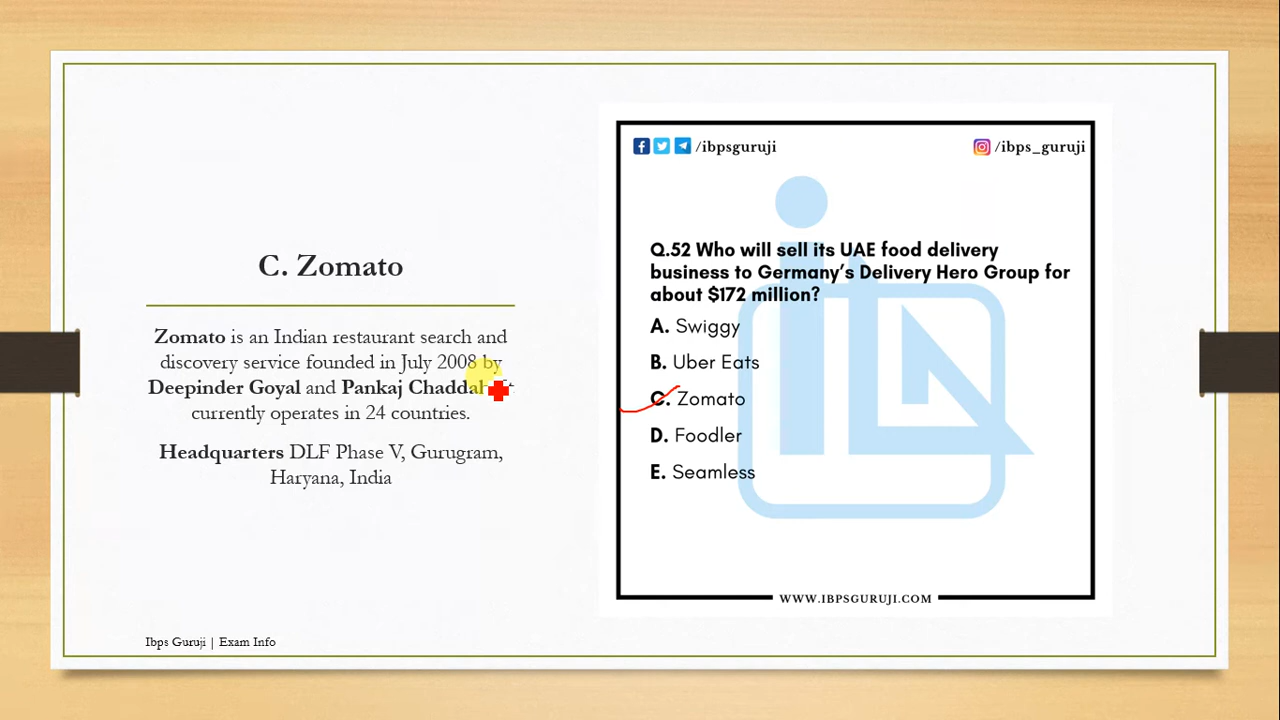 C. Zomato
Zomato is an Indian restaurant search and
discovery service founded in July 2008 by
Deepinder Goyal and Pankaj Chaddah
currently operates in 24 countries.
Headquarters DLF Phase V, Gurugram,
Haryana, India
Ibps Guruji | Exam Info
/ibpsguruji
/ibps_guruji
Q.52 Who will sell its UAE food delivery
business to Germany’s Delivery Hero Group for
about $172 million?
A. Swiggy
B. Uber Eats
C. Zomato
D. Foodler
E. Seamless
WWW.IBPSGURUJI.COM